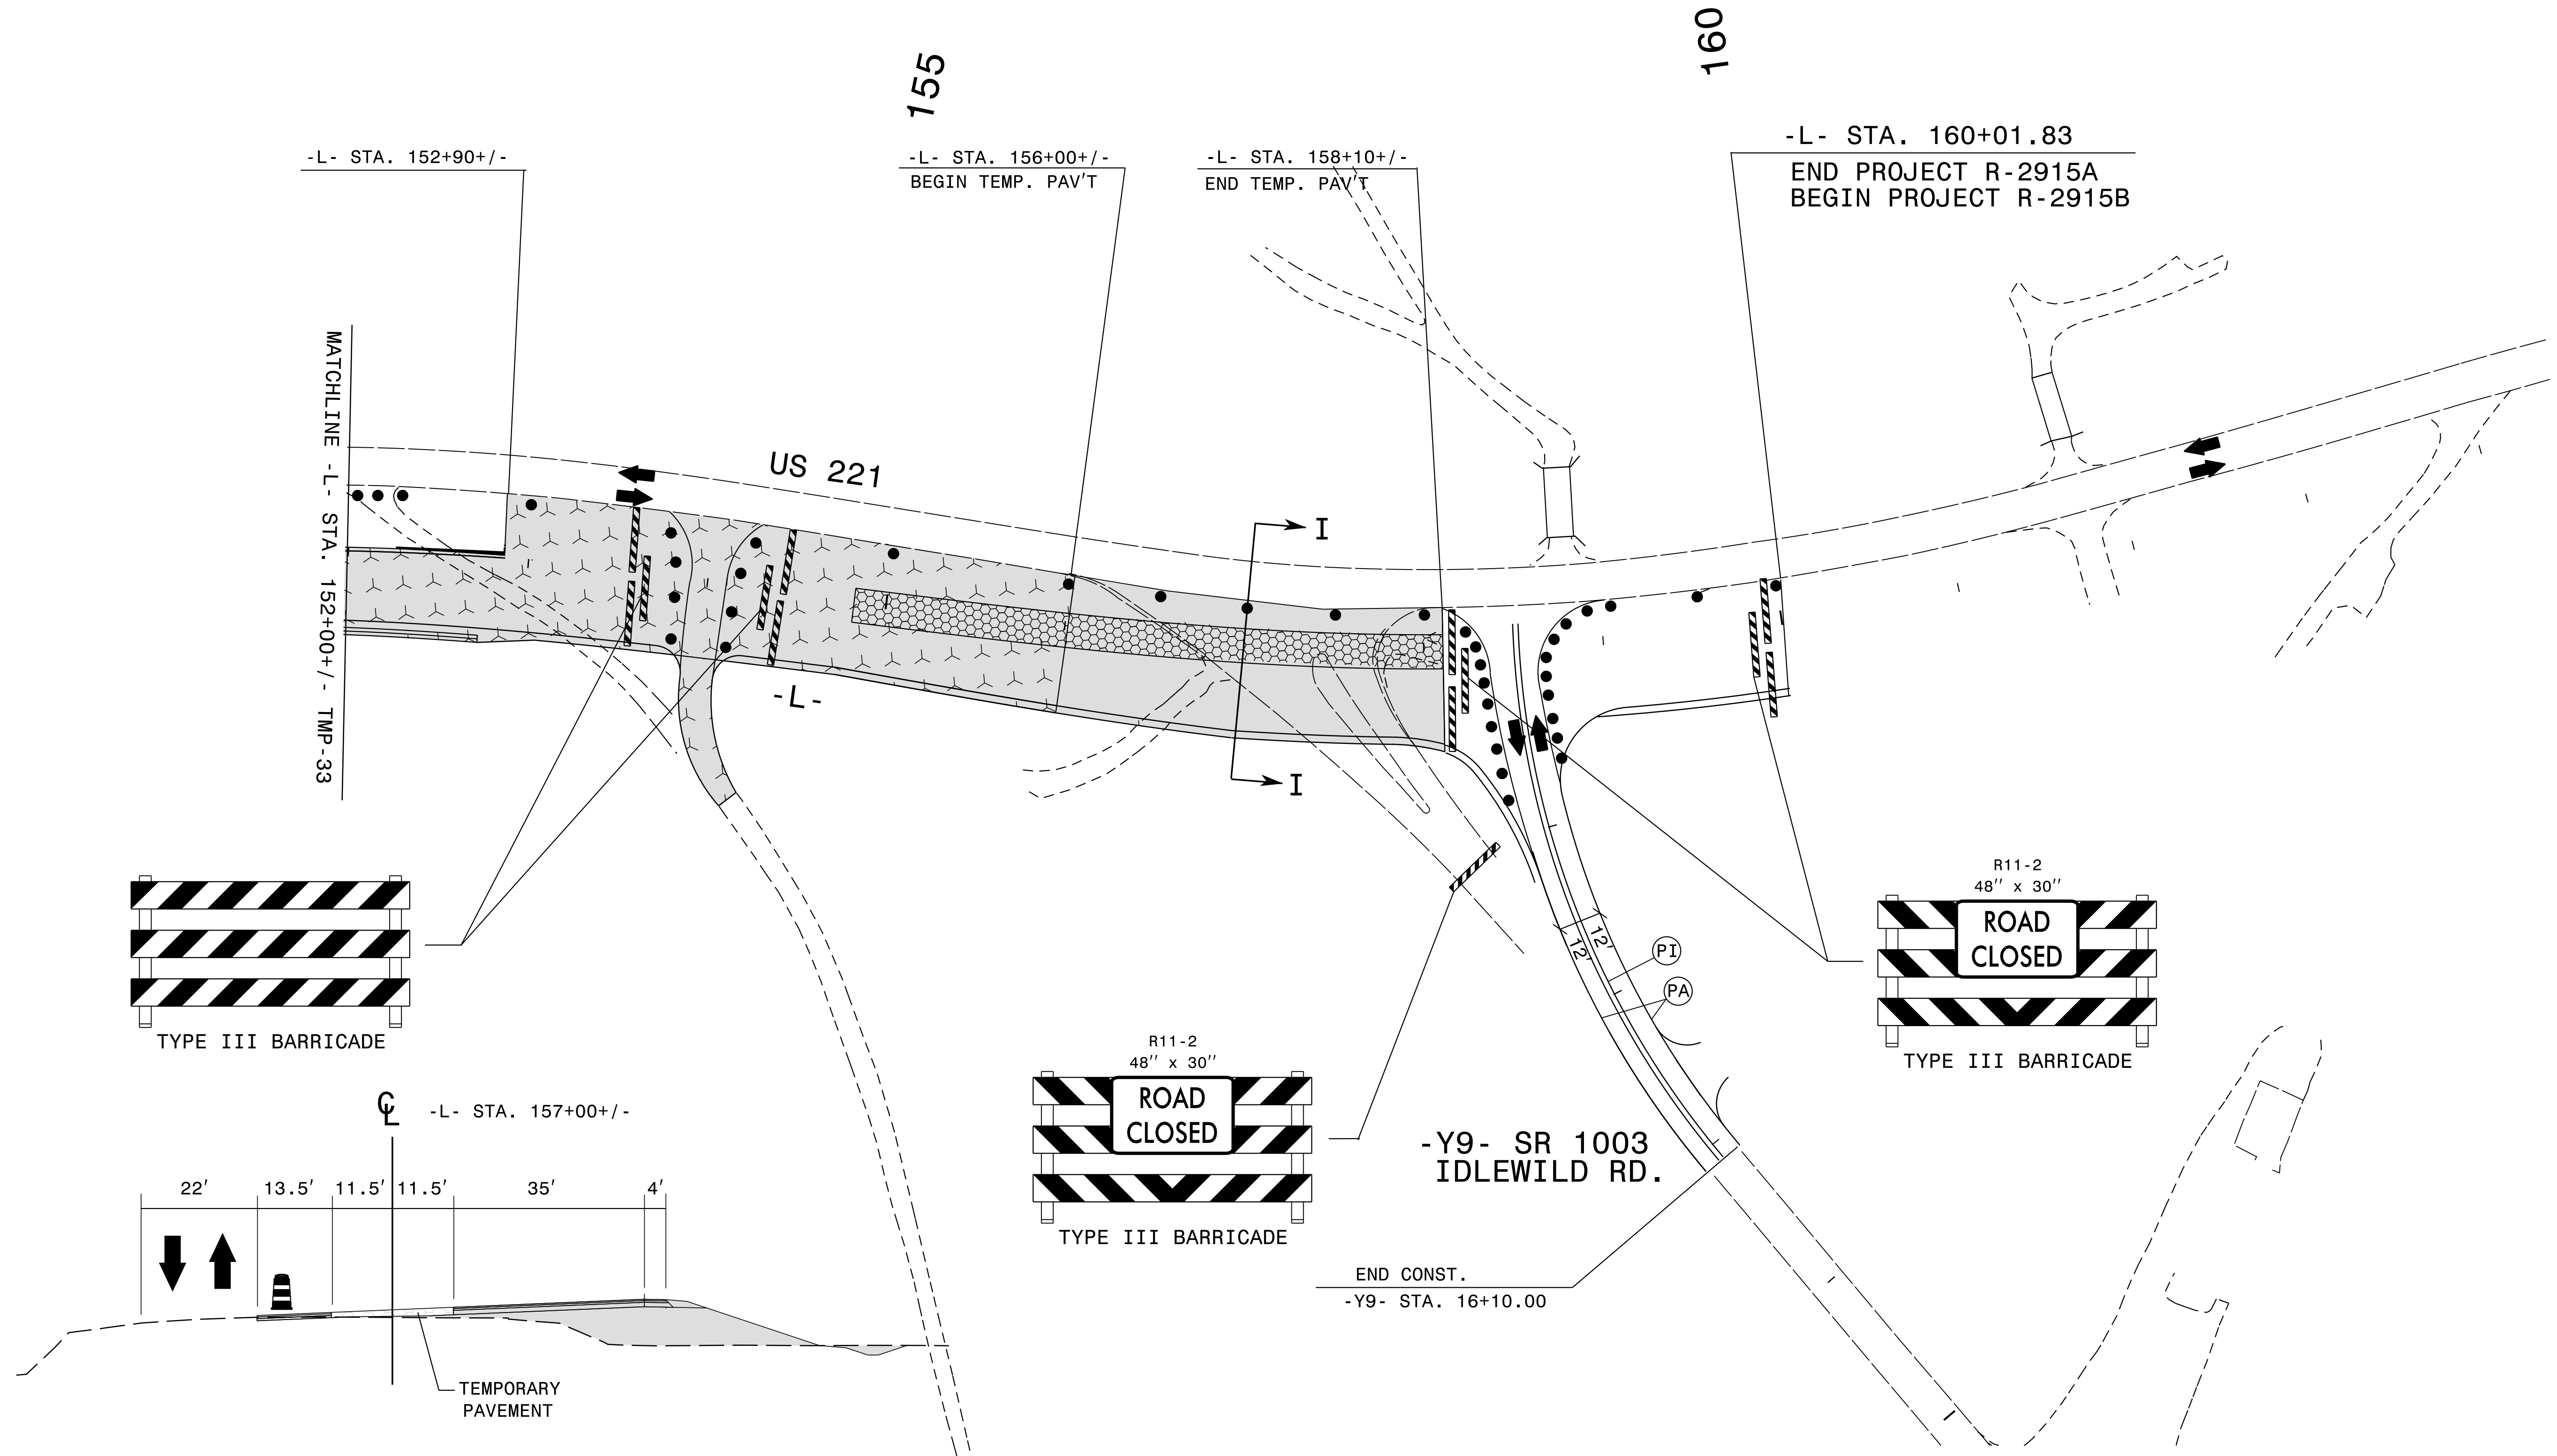 155
160
-L- STA. 152+90+/-
-L- STA. 156+00+/-
BEGIN TEMP. PAV'T
-L- STA. 158+10+/-
END TEMP. PAV'T
-L- STA. 160+01.83
END PROJECT R-2915A
BEGIN PROJECT R-2915B
MATCHLINE -L- STA. 152+00+/- TMP-33
US 221
I
I
-L-
TYPE III BARRICADE
R11-2
48'' x 30''
ROAD
CLOSED
TYPE III BARRICADE
R11-2
48'' x 30''
ROAD
CLOSED
TYPE III BARRICADE
12'
12'
PI
PA
-Y9- SR 1003
IDLEWILD RD.
END CONST.
-Y9- STA. 16+10.00
CL
-L- STA. 157+00+/-
22'
13.5'
11.5'
11.5'
35'
4'
TEMPORARY
PAVEMENT